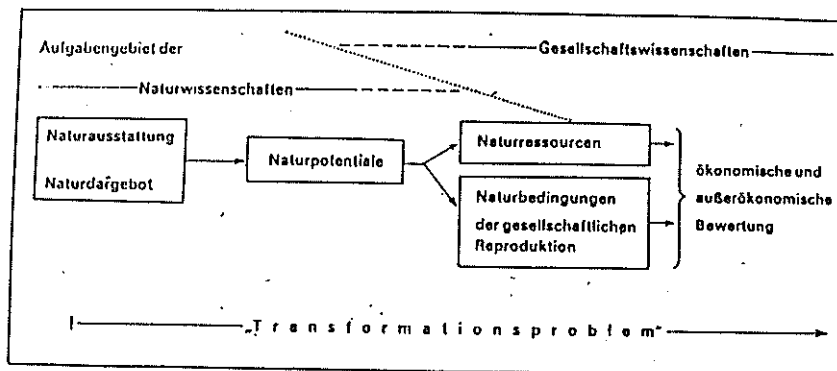 Aufgabengebiet der
Gesellschaftswissenschaften
Naturwissenschaften
Naturausstattung
Naturdargebot
Naturpotentiale
Naturressourcen
Naturbedingungen
der gesellschaftlichen
Reproduktion
ökonomische und
außerökonomische
Bewertung
„Transformationsproblem"